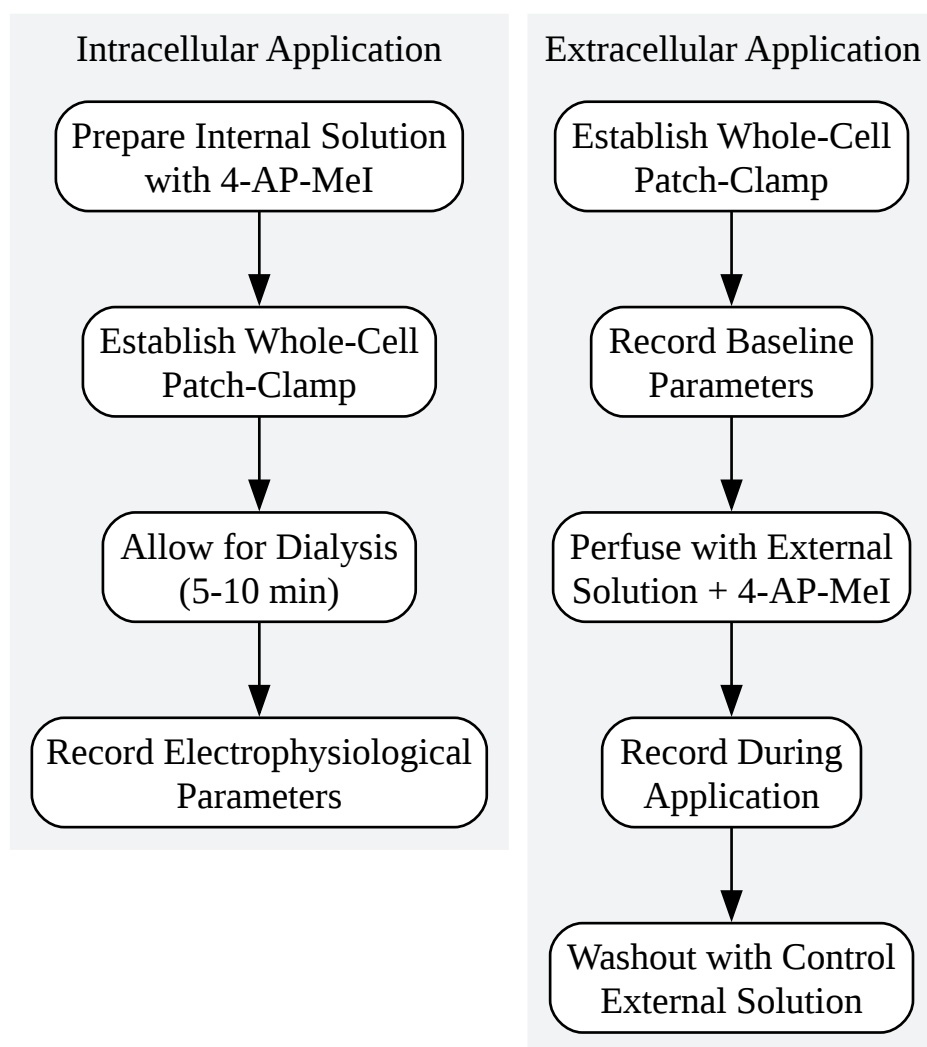 Intracellular Application
Prepare Internal Solution
with 4-AP-MeI
Establish Whole-Cell
Patch-Clamp
Allow for Dialysis
(5-10 min)
Record Electrophysiological
Parameters
Extracellular Application
Establish Whole-Cell
Patch-Clamp
Record Baseline
Parameters
Perfuse with External
Solution + 4-AP-MeI
Record During
Application
Washout with Control
External Solution